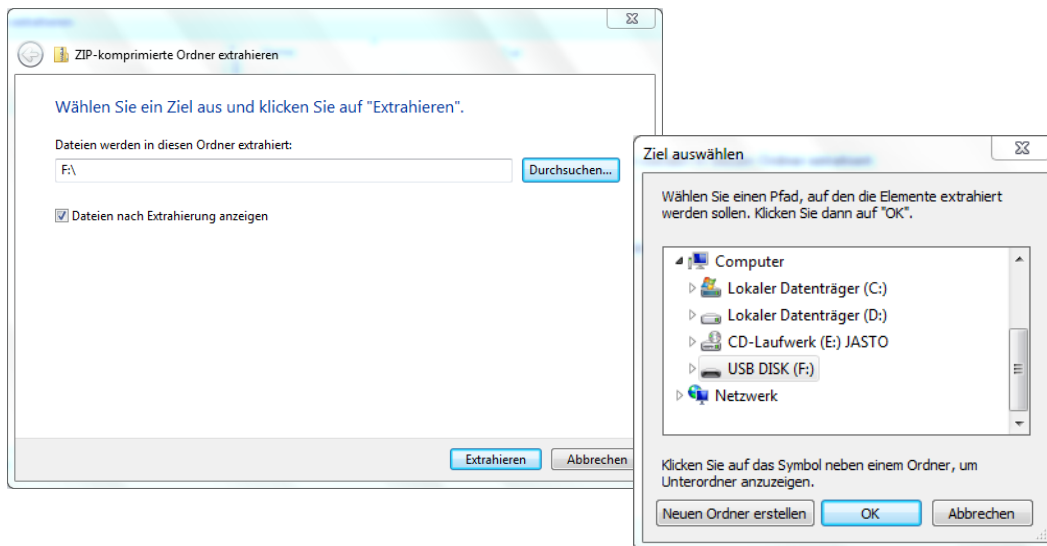 ZIP-komprimierte Ordner extrahieren
Wählen Sie ein Ziel aus und klicken Sie auf "Extrahieren".
Dateien werden in diesen Ordner extrahiert:
F:\
Durchsuchen...
Dateien nach Extrahierung anzeigen
Extrahieren
Abbrechen
Ziel auswählen
Wählen Sie einen Pfad, auf den die Elemente extrahiert
werden sollen. Klicken Sie dann auf "OK".
Computer
Lokaler Datenträger (C:)
Lokaler Datenträger (D:)
CD-Laufwerk (E:) JASTO
USB DISK (F:)
Netzwerk
Klicken Sie auf das Symbol neben einem Ordner, um
Unterordner anzuzeigen.
Neuen Ordner erstellen
OK
Abbrechen